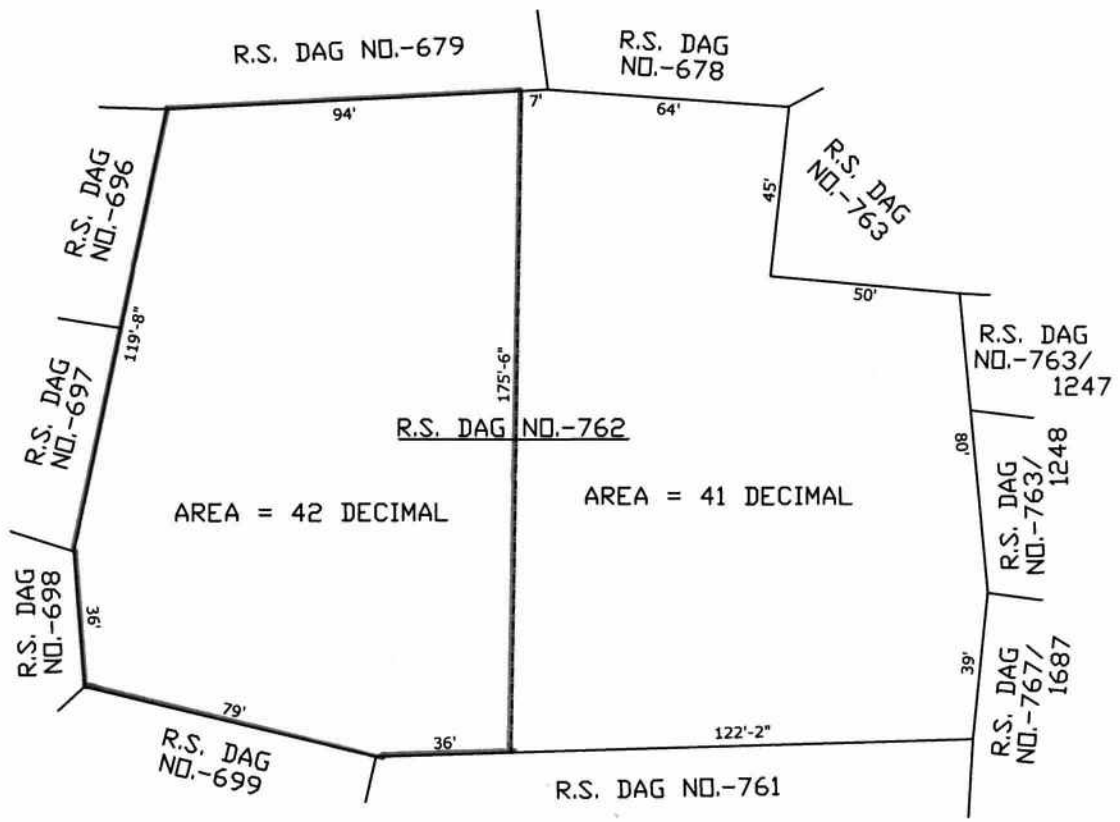 R.S. DAG NO.-679
R.S. DAG
NO.-678
94'
7'
64'
R.S. DAG
NO.-696
45'
R.S. DAG
NO.-763
50'
119'-8"
175'-6"
R.S. DAG
NO.-763/
1247
R.S. DAG
NO.-697
R.S. DAG NO.-762
80'
R.S. DAG
NO.-763/
1248
AREA = 42 DECIMAL
AREA = 41 DECIMAL
R.S. DAG
NO.-698
36'
39'
R.S. DAG
NO.-767/
1687
79'
36'
122'-2"
R.S. DAG
NO.-699
R.S. DAG NO.-761